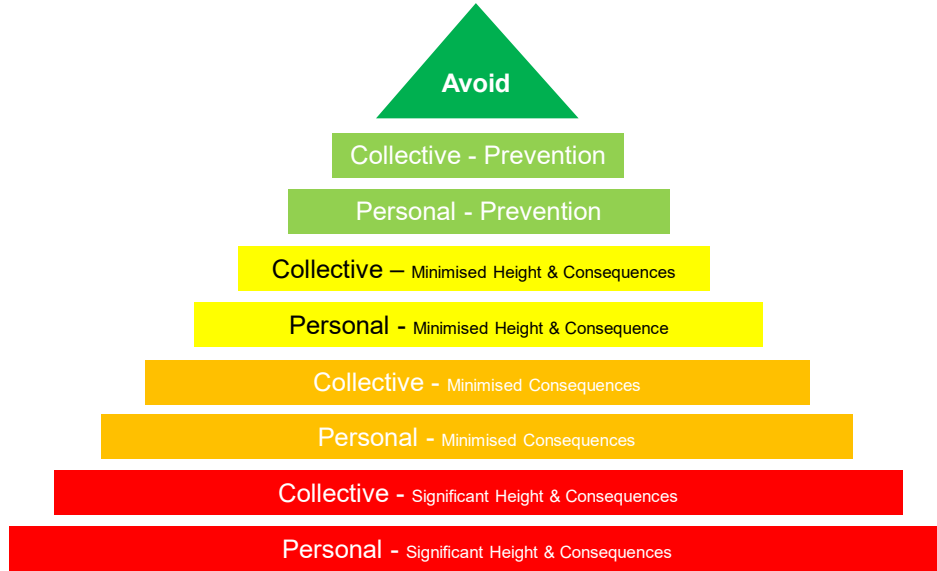 Avoid
Collective - Prevention
Personal - Prevention
Collective – Minimised Height & Consequences
Personal - Minimised Height & Consequence
Collective - Minimised Consequences
Personal - Minimised Consequences
Collective - Significant Height & Consequences
Personal - Significant Height & Consequences